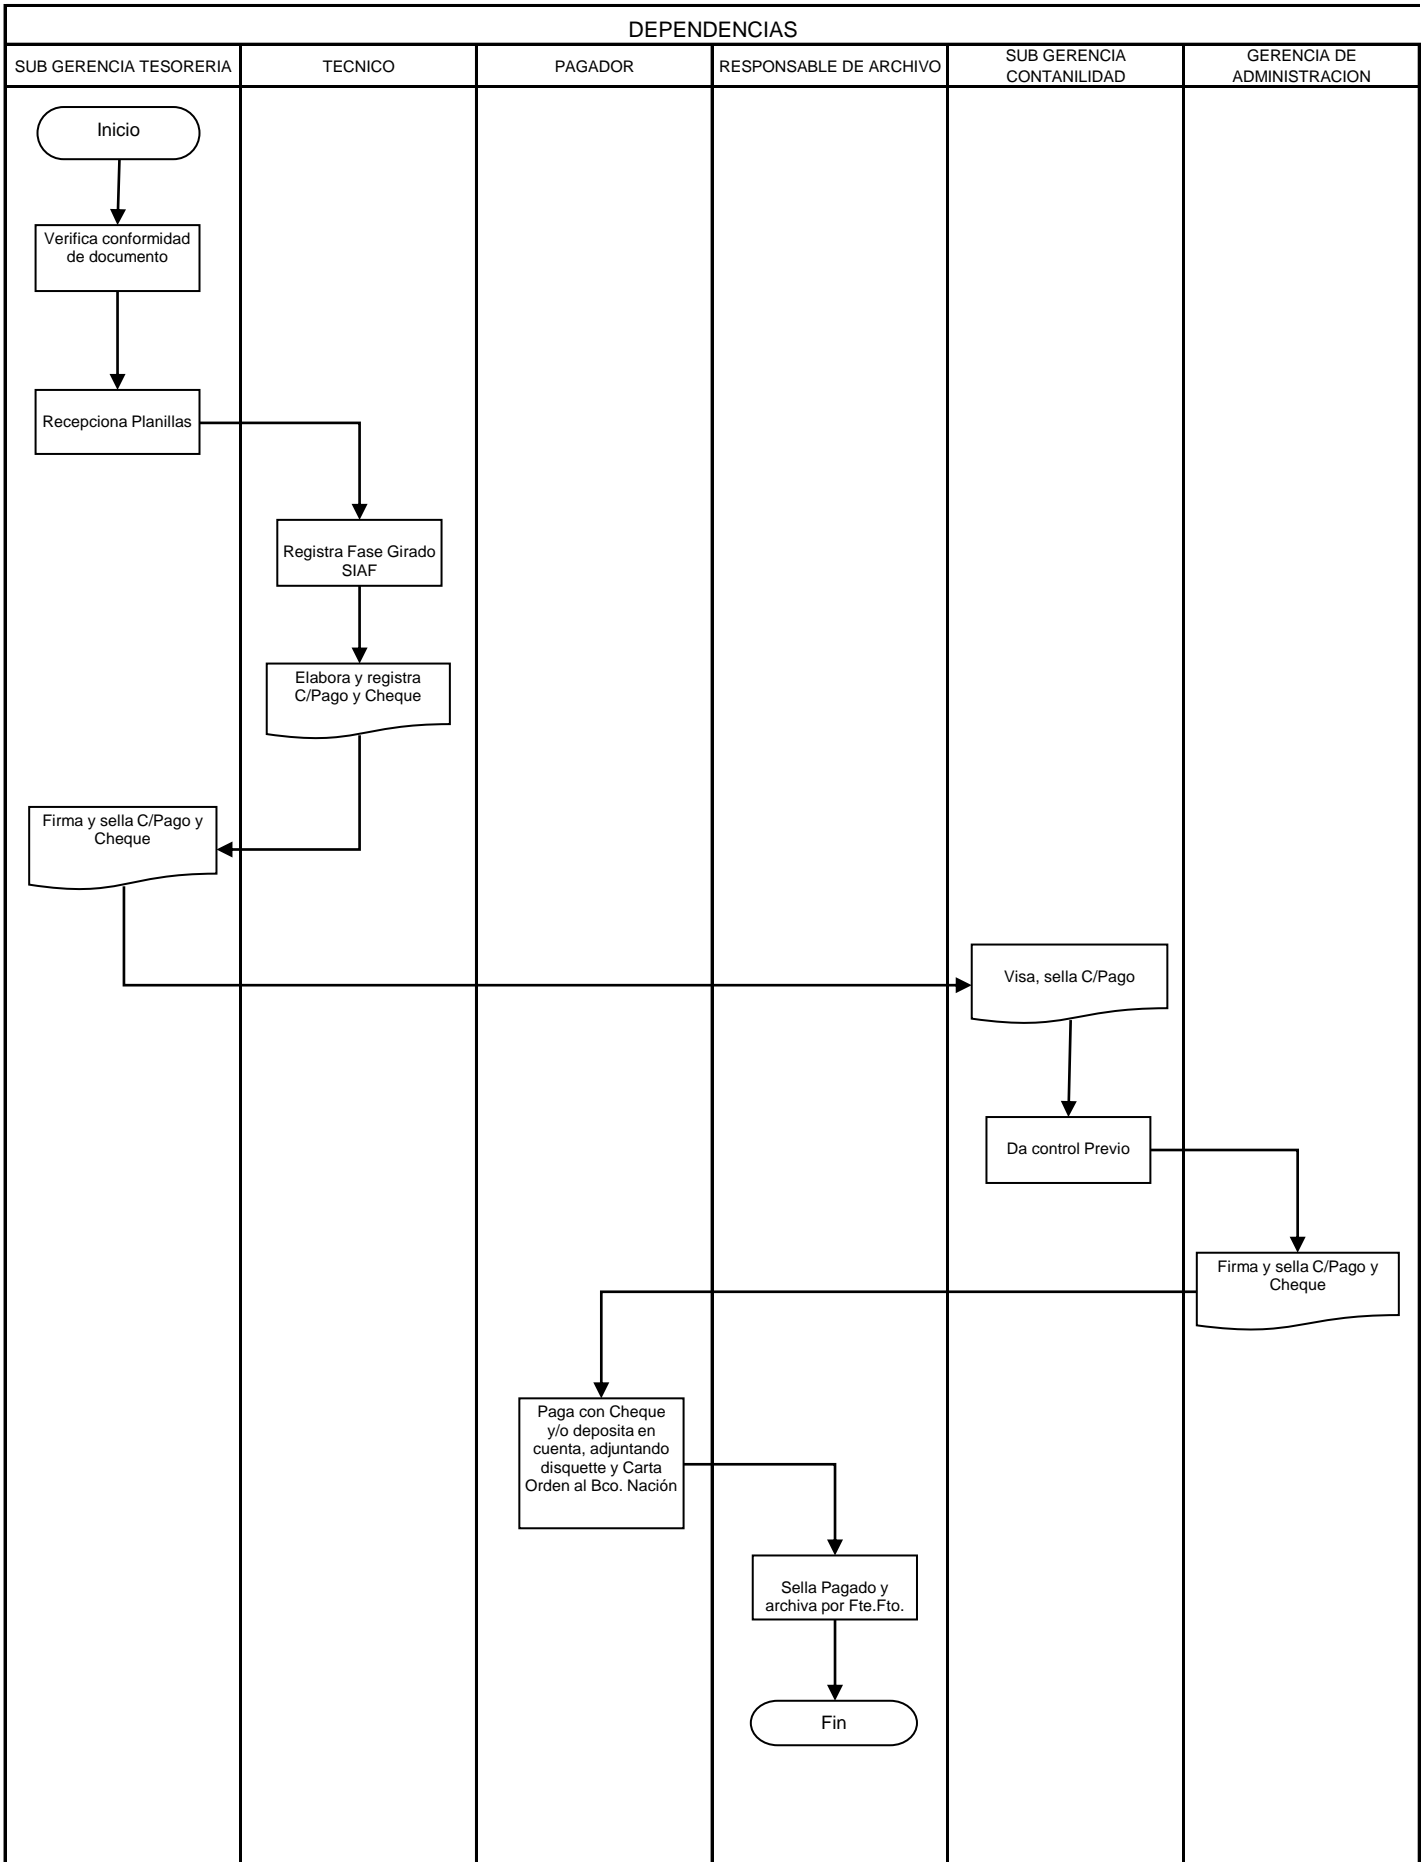 DEPENDENCIAS
SUB GERENCIA TESORERIA
TECNICO
PAGADOR
RESPONSABLE DE ARCHIVO
SUB GERENCIA
CONTANILIDAD
GERENCIA DE
ADMINISTRACION
Inicio
Verifica conformidad
de documento
Recepciona Planillas
Registra Fase Girado
SIAF
Elabora y registra
C/Pago y Cheque
Firma y sella C/Pago y
Cheque
Visa, sella C/Pago
Da control Previo
Firma y sella C/Pago y
Cheque
Paga con Cheque
y/o deposita en
cuenta, adjuntando
disquette y Carta
Orden al Bco. Nación
Sella Pagado y
archiva por Fte.Fto.
Fin